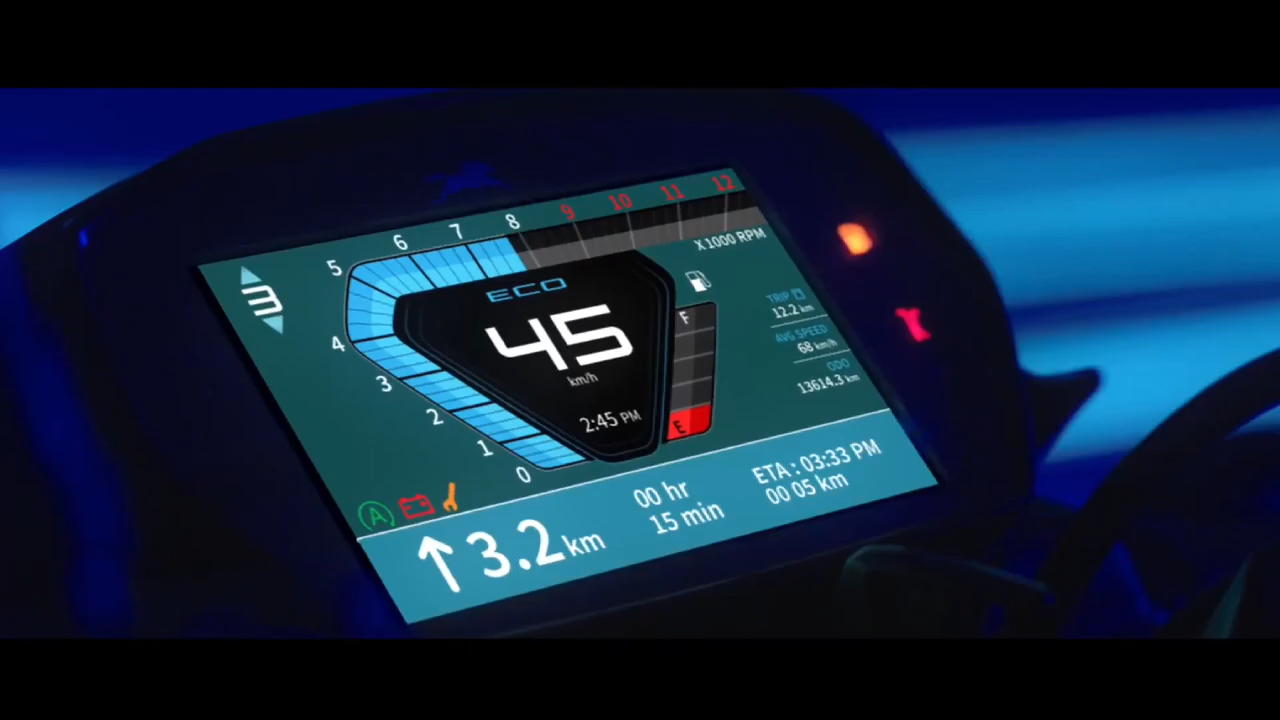 3
0
1
2
3
4
5
6
7
8
9
10
11
12
X 1000 RPM
ECO
45
km/h
2:45 PM
F
E
TRIP
12.2 km
AVG SPEED
68 km/h
ODO
13614.3 km
A
3.2 km
00 hr
15 min
ETA : 03:33 PM
00 05 km